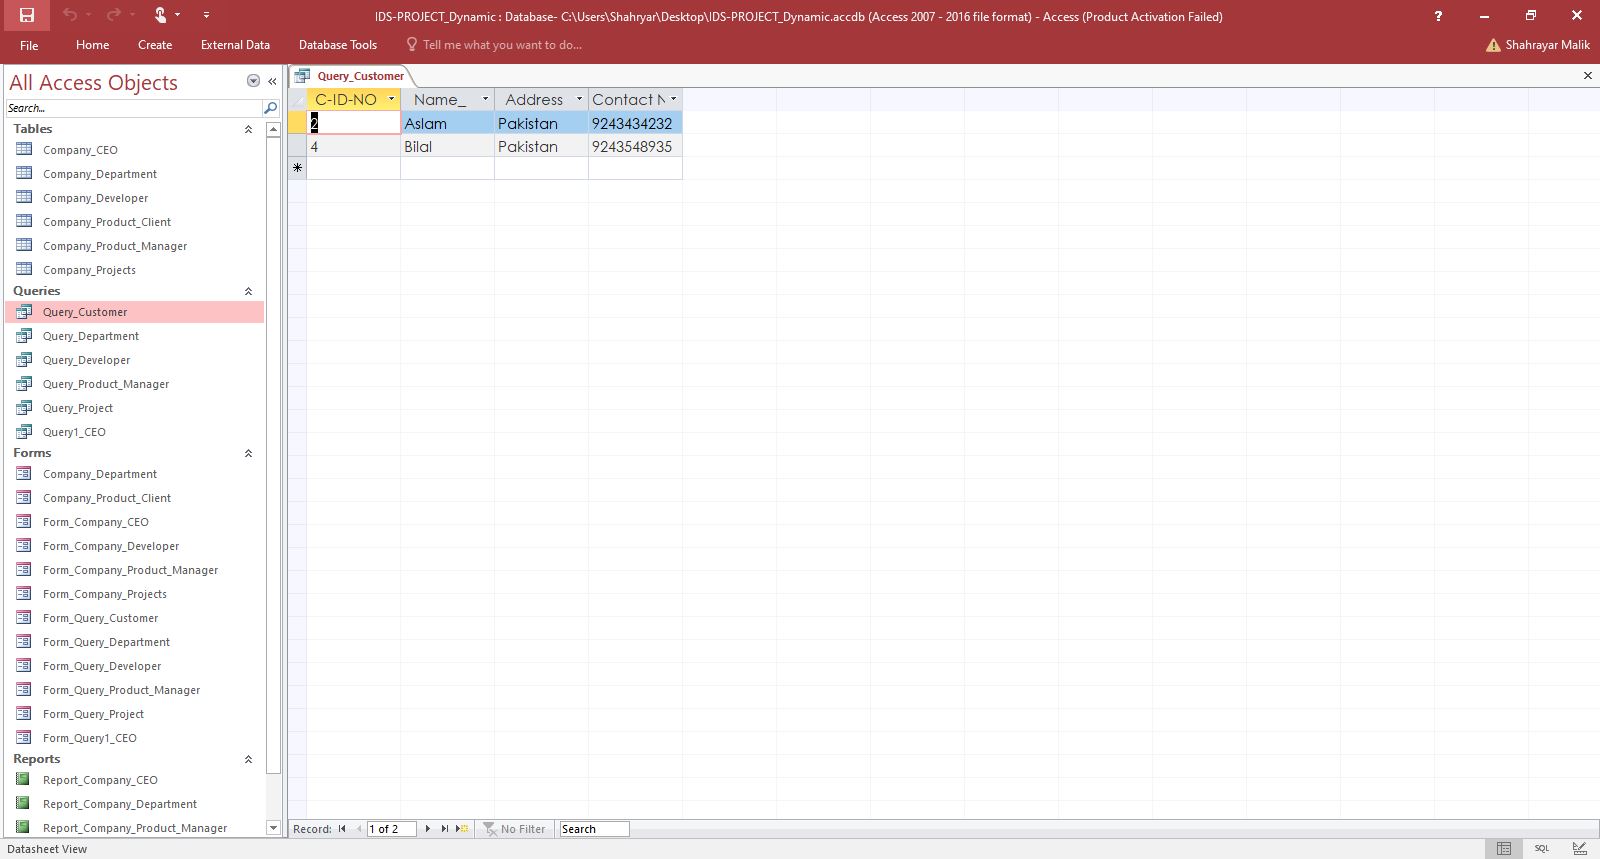 IDS-PROJECT_Dynamic : Database- C:\Users\Shahryar\Desktop\IDS-PROJECT_Dynamic.accdb (Access 2007 - 2016 file format) - Access (Product Activation Failed)
?
File Home Create External Data Database Tools Tell me what you want to do... Shahrayar Malik
All Access Objects
Search...
Tables
Company_CEO
Company_Department
Company_Developer
Company_Product_Client
Company_Product_Manager
Company_Projects
Queries
Query_Customer
Query_Department
Query_Developer
Query_Product_Manager
Query_Project
Query1_CEO
Forms
Company_Department
Company_Product_Client
Form_Company_CEO
Form_Company_Developer
Form_Company_Product_Manager
Form_Company_Projects
Form_Query_Customer
Form_Query_Department
Form_Query_Developer
Form_Query_Product_Manager
Form_Query_Project
Form_Query1_CEO
Reports
Report_Company_CEO
Report_Company_Department
Report_Company_Product_Manager
Query_Customer
C-ID-NO Name_ Address Contact N
2 Aslam Pakistan 9243434232
4 Bilal Pakistan 9243548935
Record: 1 of 2 No Filter Search
Datasheet View SQL